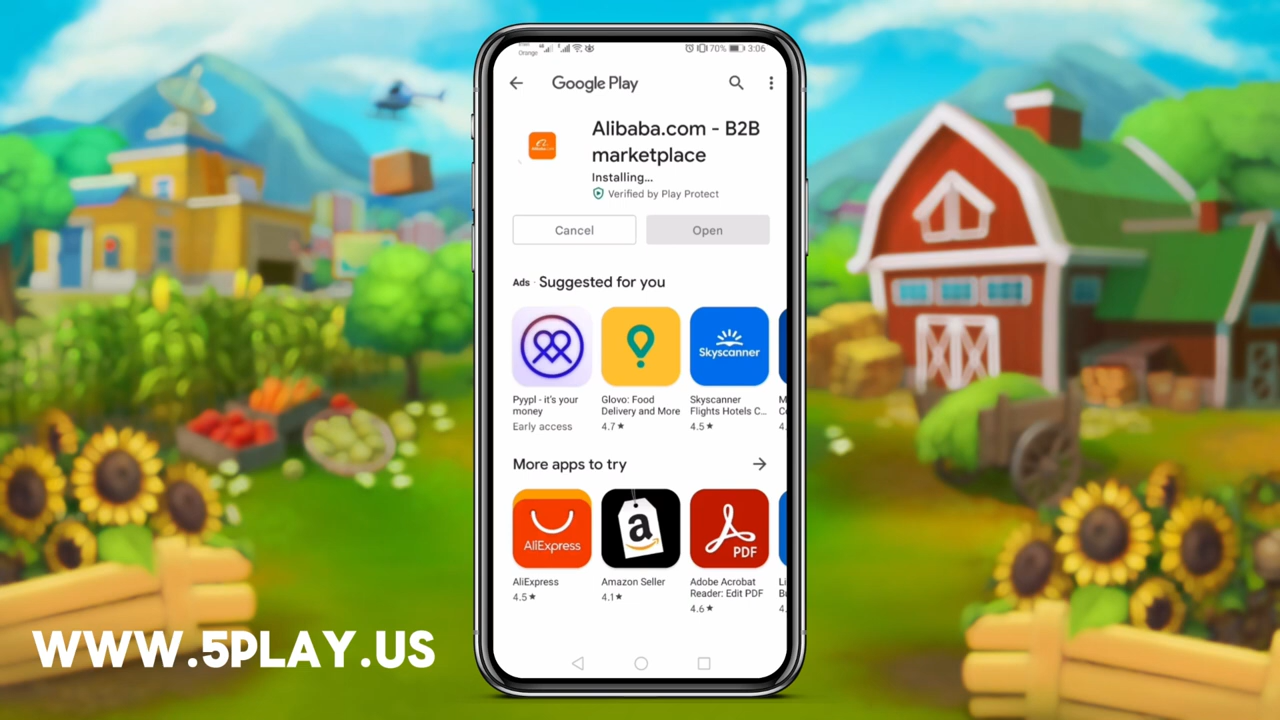 Orange
70% 3:06
Google Play
Alibaba.com - B2B
marketplace
Installing...
Verified by Play Protect
Cancel
Open
Ads · Suggested for you
Skyscanner
Pyypl - it's your
money
Early access
Glovo: Food
Delivery and More
4.7★
Skyscanner
Flights Hotels C...
4.5★
More apps to try
AliExpress
a
PDF
AliExpress
4.5★
Amazon Seller
4.1★
Adobe Acrobat
Reader: Edit PDF
4.6★
WWW.5PLAY.US